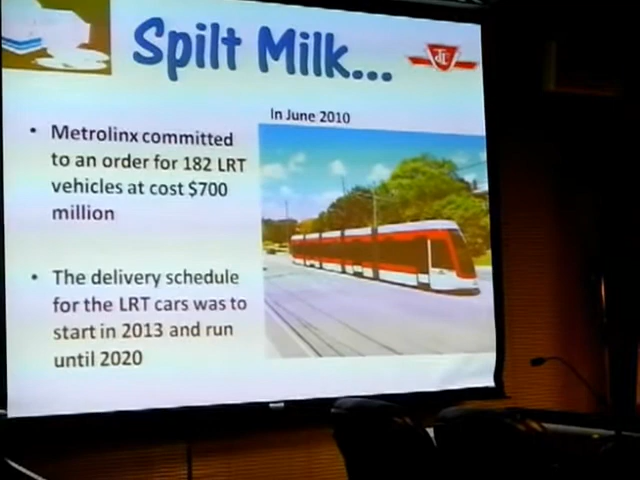 Spilt Milk...
TTC
In June 2010
• Metrolinx committed
to an order for 182 LRT
vehicles at cost $700
million
• The delivery schedule
for the LRT cars was to
start in 2013 and run
until 2020